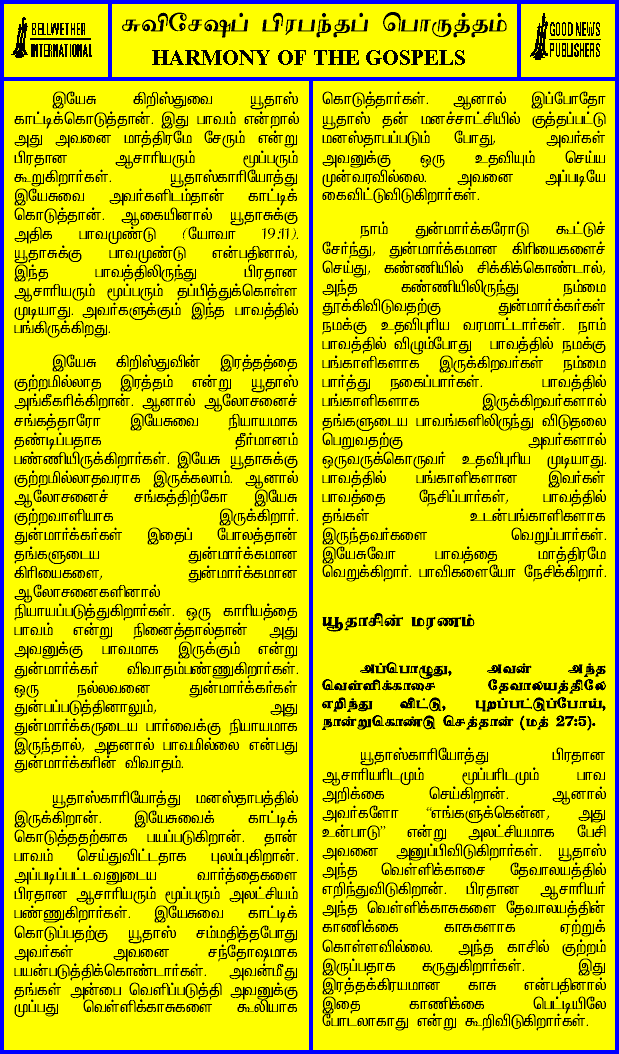 BELLWETHER
INTERNATIONAL
சுவிசேஷப் பிரபந்தப் பொருத்தம்
HARMONY OF THE GOSPELS
GOOD NEWS
PUBLISHERS
இயேசு கிறிஸ்துவை யூதாஸ்
காட்டிக்கொடுத்தான். இது பாவம் என்றால்
அது அவனை மாத்திரமே சேரும் என்று
பிரதான ஆசாரியரும் மூப்பரும்
கூறுகிறார்கள். யூதாஸ்காரியோத்து
இயேசுவை அவர்களிடம்தான் காட்டிக்
கொடுத்தான். ஆகையினால் யூதாசுக்கு
அதிக பாவமுண்டு (யோவா 19:11).
யூதாசுக்கு பாவமுண்டு என்பதினால்,
இந்த பாவத்திலிருந்து பிரதான
ஆசாரியரும் மூப்பரும் தப்பித்துக்கொள்ள
முடியாது. அவர்களுக்கும் இந்த பாவத்தில்
பங்கிருக்கிறது.
இயேசு கிறிஸ்துவின் இரத்தத்தை
குற்றமில்லாத இரத்தம் என்று யூதாஸ்
அங்கீகரிக்கிறான். ஆனால் ஆலோசனைச்
சங்கத்தாரோ இயேசுவை நியாயமாக
தண்டிப்பதாக தீர்மானம்
பண்ணியிருக்கிறார்கள். இயேசு யூதாசுக்கு
குற்றமில்லாதவராக இருக்கலாம். ஆனால்
ஆலோசனைச் சங்கத்திற்கோ இயேசு
குற்றவாளியாக இருக்கிறார்.
துன்மார்க்கர்கள் இதைப் போலத்தான்
தங்களுடைய துன்மார்க்கமான
கிரியைகளை, துன்மார்க்கமான
ஆலோசனைகளினால்
நியாயப்படுத்துகிறார்கள். ஒரு காரியத்தை
பாவம் என்று நினைத்தால்தான் அது
அவனுக்கு பாவமாக இருக்கும் என்று
துன்மார்க்கர் விவாதம்பண்ணுகிறார்கள்.
ஒரு நல்லவனை துன்மார்க்கர்கள்
துன்பப்படுத்தினாலும், அது
துன்மார்க்கருடைய பார்வைக்கு நியாயமாக
இருந்தால், அதனால் பாவமில்லை என்பது
துன்மார்க்கரின் விவாதம்.
யூதாஸ்காரியோத்து மனஸ்தாபத்தில்
இருக்கிறான். இயேசுவைக் காட்டிக்
கொடுத்ததற்காக பயப்படுகிறான். தான்
பாவம் செய்துவிட்டதாக புலம்புகிறான்.
அப்படிப்பட்டவனுடைய வார்த்தைகளை
பிரதான ஆசாரியரும் மூப்பரும் அலட்சியம்
பண்ணுகிறார்கள். இயேசுவை காட்டிக்
கொடுப்பதற்கு யூதாஸ் சம்மதித்தபோது
அவர்கள் அவனை சந்தோஷமாக
பயன்படுத்திக்கொண்டார்கள். அவன்மீது
தங்கள் அன்பை வெளிப்படுத்தி அவனுக்கு
முப்பது வெள்ளிக்காசுகளை கூலியாக
கொடுத்தார்கள். ஆனால் இப்போதோ
யூதாஸ் தன் மனச்சாட்சியில் குத்தப்பட்டு
மனஸ்தாபப்படும் போது, அவர்கள்
அவனுக்கு ஒரு உதவியும் செய்ய
முன்வரவில்லை. அவனை அப்படியே
கைவிட்டுவிடுகிறார்கள்.
நாம் துன்மார்க்கரோடு கூட்டுச்
சேர்ந்து, துன்மார்க்கமான கிரியைகளைச்
செய்து, கண்ணியில் சிக்கிக்கொண்டால்,
அந்த கண்ணியிலிருந்து நம்மை
தூக்கிவிடுவதற்கு துன்மார்க்கர்கள்
நமக்கு உதவிபுரிய வரமாட்டார்கள். நாம்
பாவத்தில் விழும்போது பாவத்தில் நமக்கு
பங்காளிகளாக இருக்கிறவர்கள் நம்மை
பார்த்து நகைப்பார்கள். பாவத்தில்
பங்காளிகளாக இருக்கிறவர்களால்
தங்களுடைய பாவங்களிலிருந்து விடுதலை
பெறுவதற்கு அவர்களால்
ஒருவருக்கொருவர் உதவிபுரிய முடியாது.
பாவத்தில் பங்காளிகளான இவர்கள்
பாவத்தை நேசிப்பார்கள், பாவத்தில்
தங்கள் உடன்பங்காளிகளாக
இருந்தவர்களை வெறுப்பார்கள்.
இயேசுவோ பாவத்தை மாத்திரமே
வெறுக்கிறார். பாவிகளையோ நேசிக்கிறார்.
யூதாசின் மரணம்
அப்பொழுது, அவன் அந்த
வெள்ளிக்காசை தேவாலயத்திலே
எறிந்து விட்டு, புறப்பட்டுப்போய்,
நான்றுகொண்டு செத்தான் (மத் 27:5).
யூதாஸ்காரியோத்து பிரதான
ஆசாரியரிடமும் மூப்பரிடமும் பாவ
அறிக்கை செய்கிறான். ஆனால்
அவர்களோ “எங்களுக்கென்ன, அது
உன்பாடு” என்று அலட்சியமாக பேசி
அவனை அனுப்பிவிடுகிறார்கள். யூதாஸ்
அந்த வெள்ளிக்காசை தேவாலயத்தில்
எறிந்துவிடுகிறான். பிரதான ஆசாரியர்
அந்த வெள்ளிக்காசுகளை தேவாலயத்தின்
காணிக்கை காசுகளாக ஏற்றுக்
கொள்ளவில்லை. அந்த காசில் குற்றம்
இருப்பதாக கருதுகிறார்கள். இது
இரத்தக்கிரயமான காசு என்பதினால்
இதை காணிக்கை பெட்டியிலே
போடலாகாது என்று கூறிவிடுகிறார்கள்.